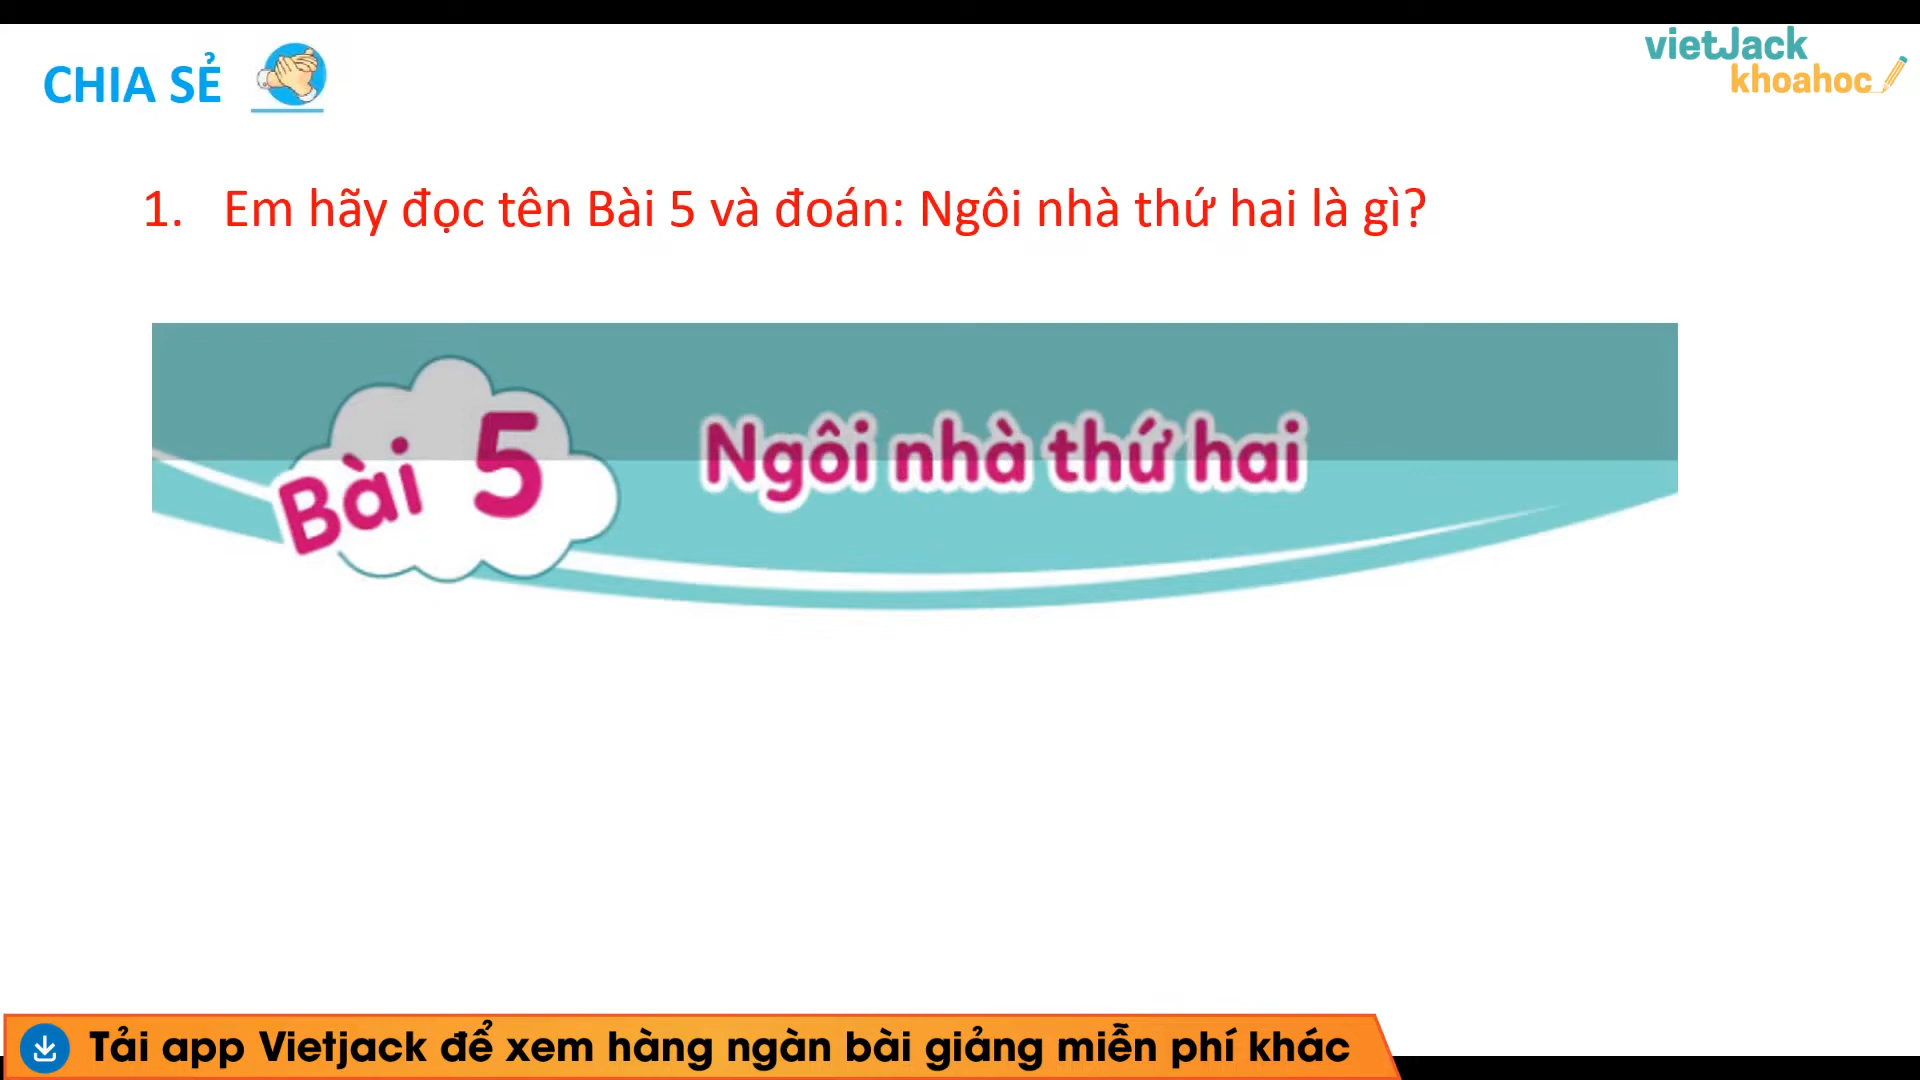 CHIA SẺ
vietJack
khoahoc
1. Em hãy đọc tên Bài 5 và đoán: Ngôi nhà thứ hai là gì?
Bài 5
Ngôi nhà thứ hai
Tải app Vietjack để xem hàng ngàn bài giảng miễn phí khác